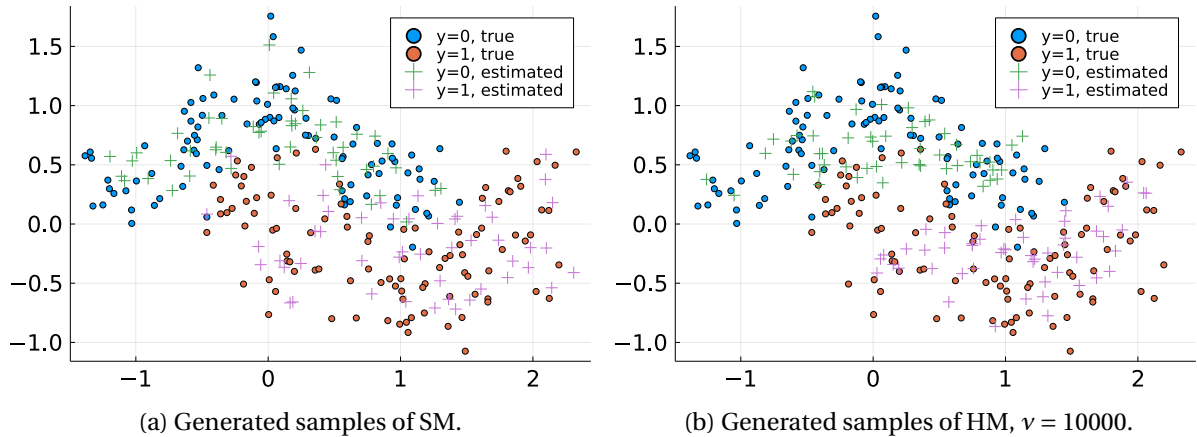 1.5
1.0
0.5
0.0
−0.5
−1.0
−1 0 1 2
y=0, true
y=1, true
y=0, estimated
y=1, estimated
(a) Generated samples of SM.
1.5
1.0
0.5
0.0
−0.5
−1.0
−1 0 1 2
y=0, true
y=1, true
y=0, estimated
y=1, estimated
(b) Generated samples of HM, ν = 10000.